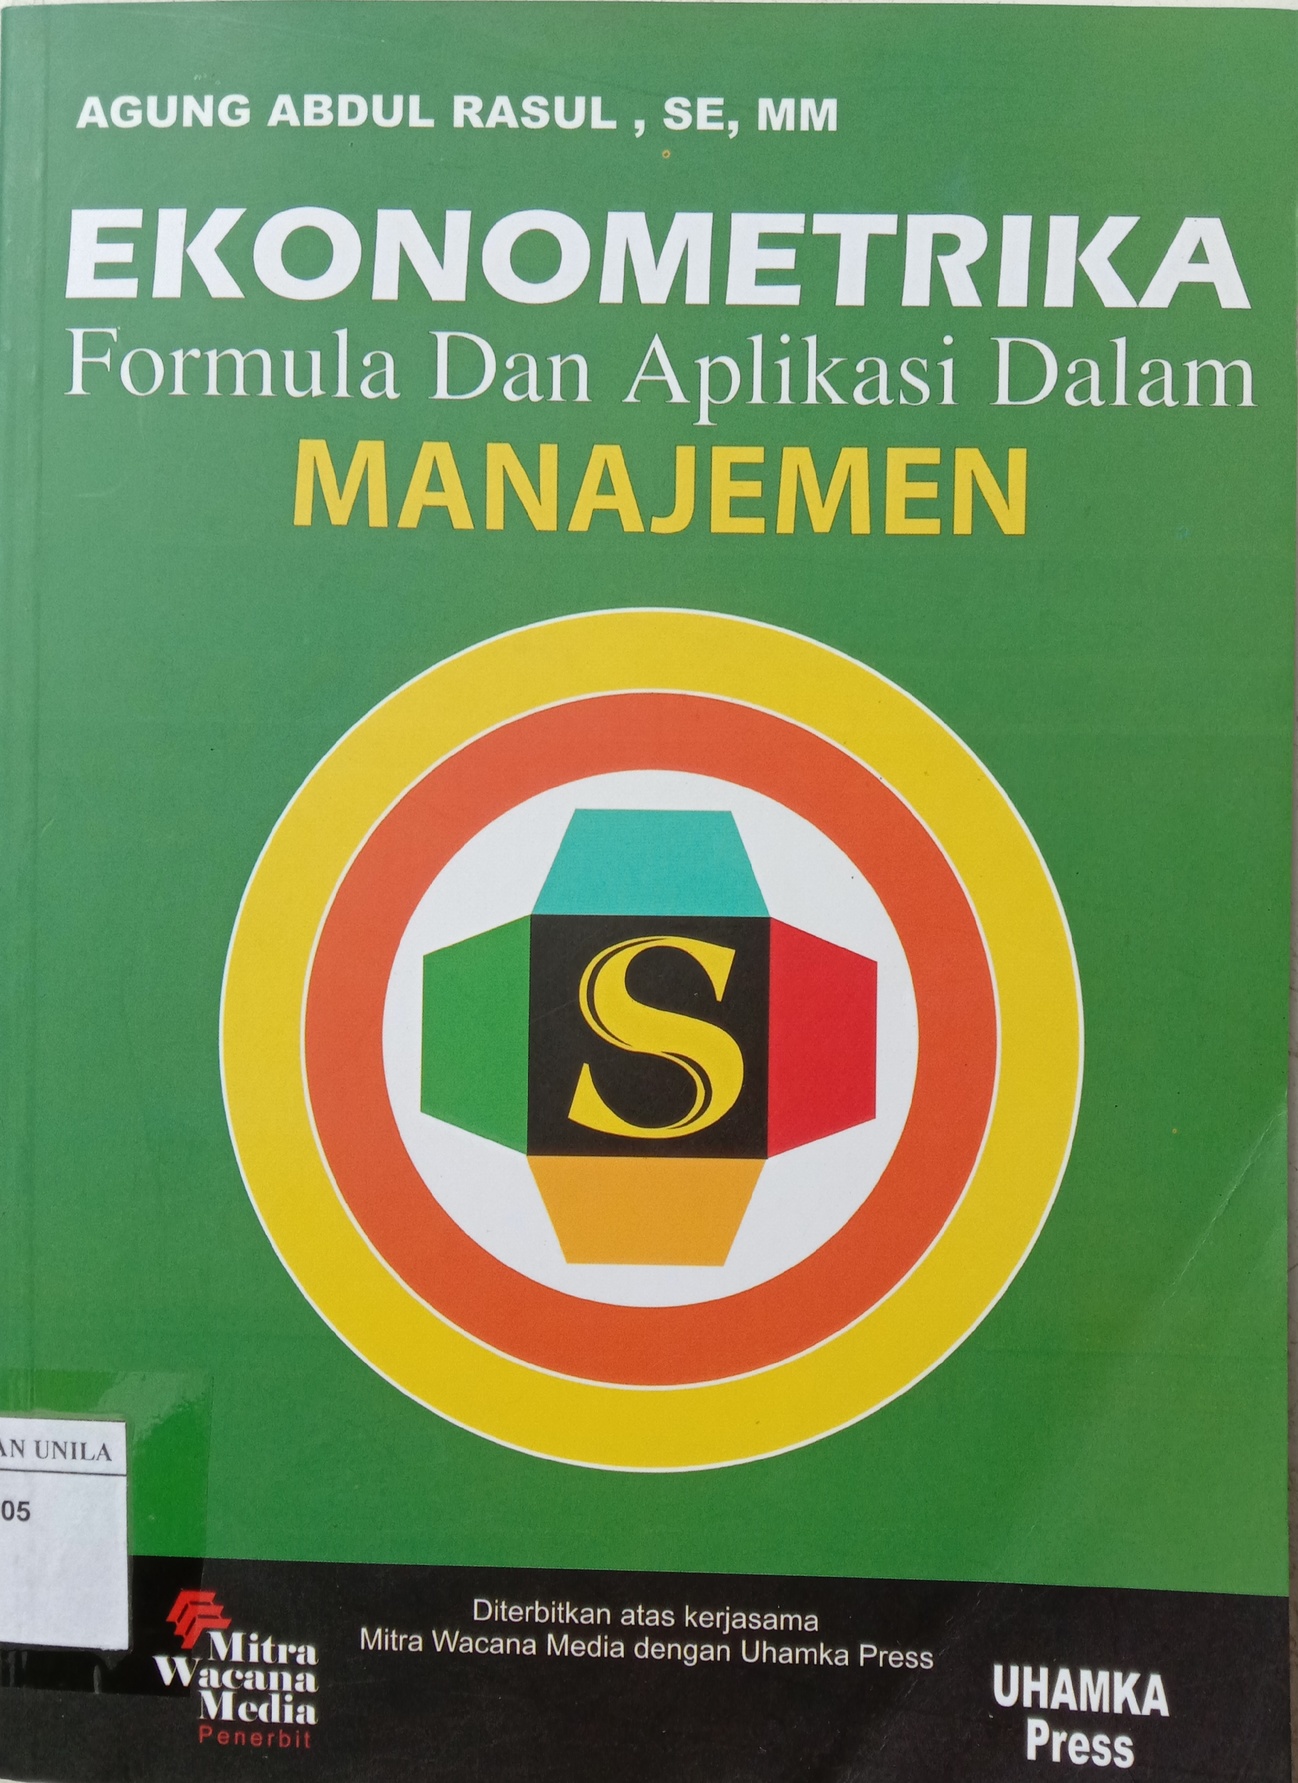 AGUNG ABDUL RASUL , SE, MM
EKONOMETRIKA
Formula Dan Aplikasi Dalam
MANAJEMEN
S
AN UNILA
05
Mitra
Wacana
Media
Penerbit
Diterbitkan atas kerjasama
Mitra Wacana Media dengan Uhamka Press
UHAMKA
Press